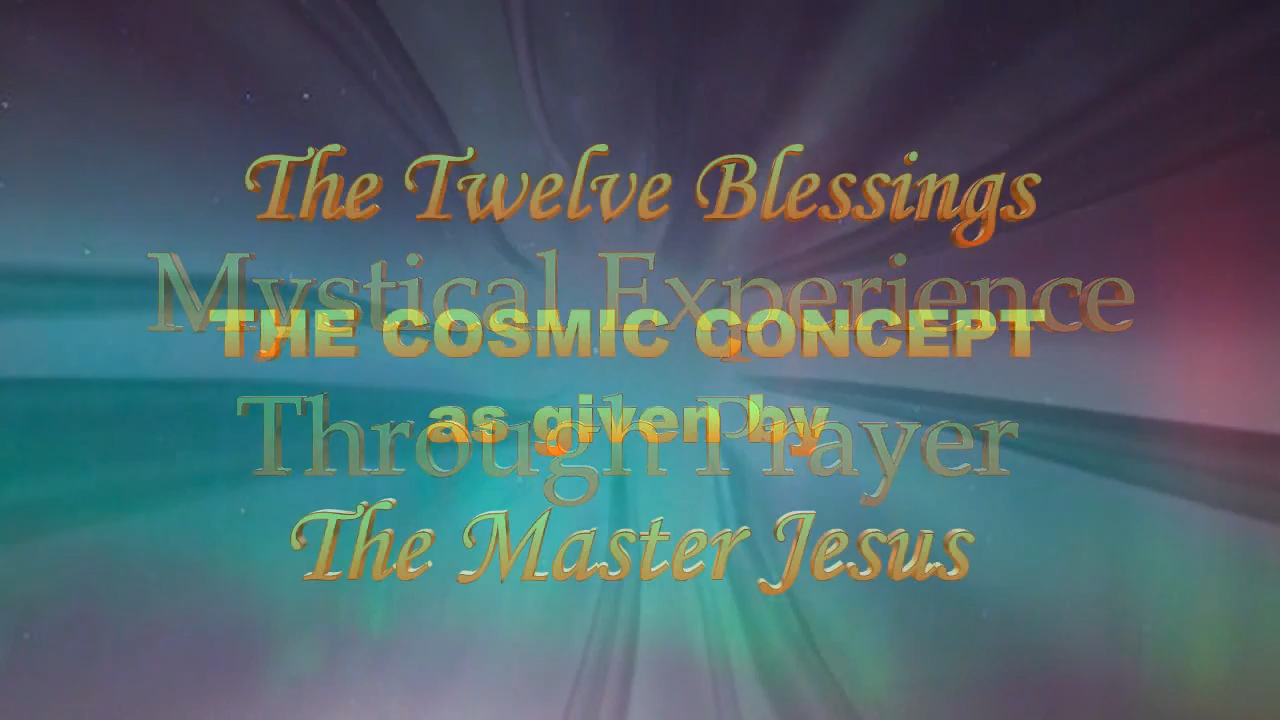 The Twelve Blessings
Mystical Experience
THE COSMIC CONCEPT
as given by
Through Prayer
The Master Jesus